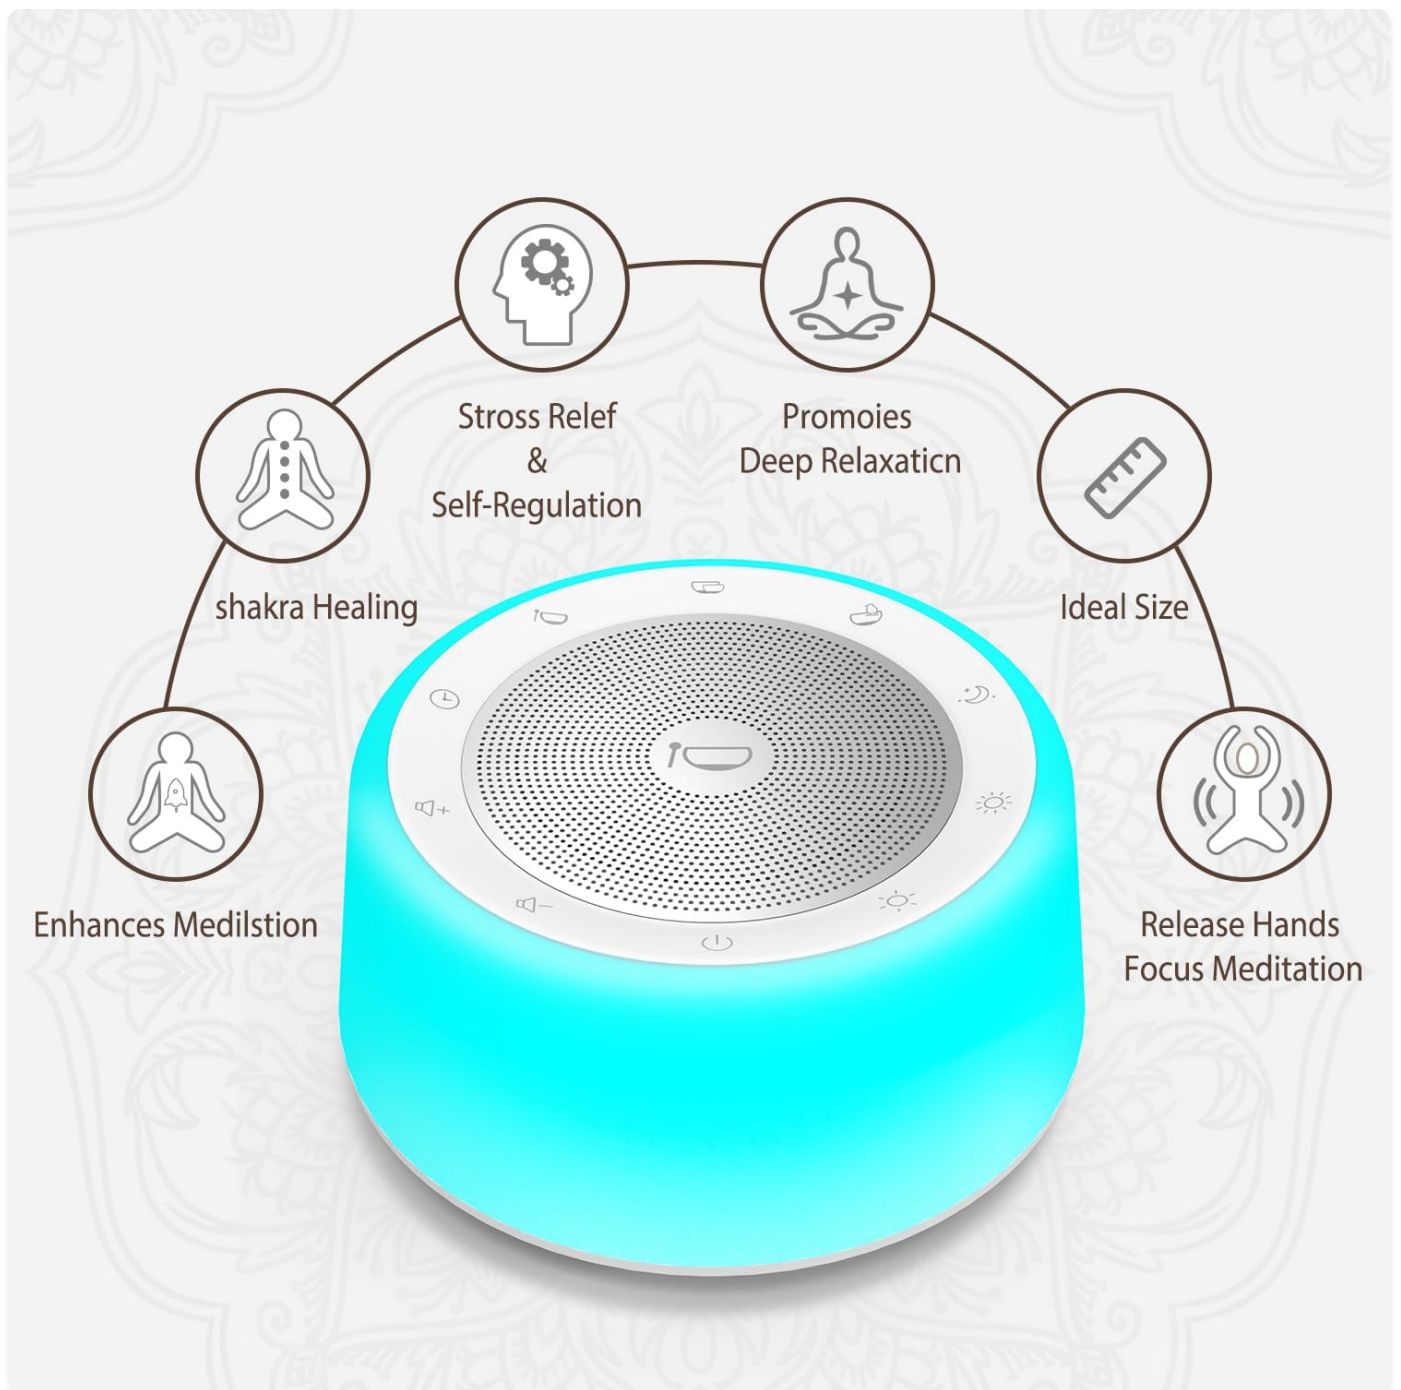 Stross Relef
&
Self-Regulation
Promoies
Deep Relaxaticn
shakra Healing
Ideal Size
Enhances Medilstion
Release Hands
Focus Meditation